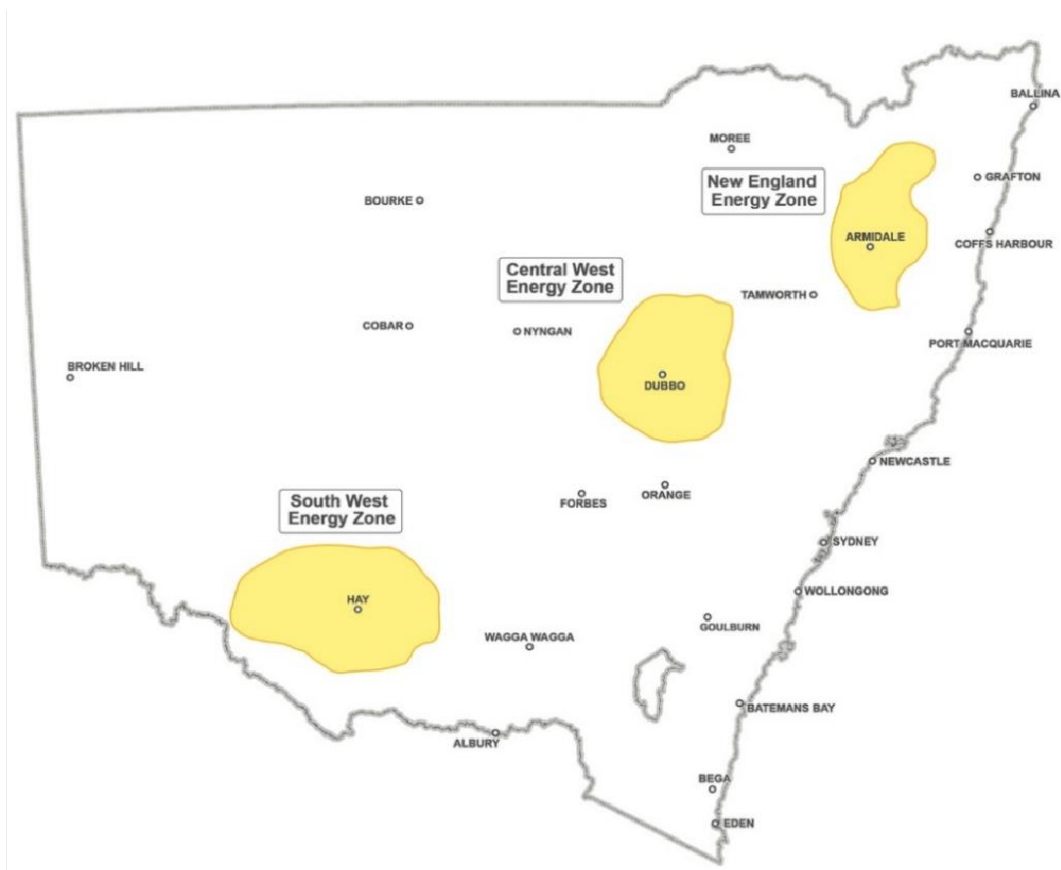 BALLINA
MOREE
New England
Energy Zone
GRAFTON
BOURKE
ARMIDALE
COFFS HARBOUR
Central West
Energy Zone
TAMWORTH
COBAR
NYNGAN
PORT MACQUARIE
BROKEN HILL
DUBBO
NEWCASTLE
South West
Energy Zone
FORBES
ORANGE
SYDNEY
HAY
WOLLONGONG
GOULBURN
WAGGA WAGGA
BATEMANS BAY
ALBURY
BEGA
EDEN